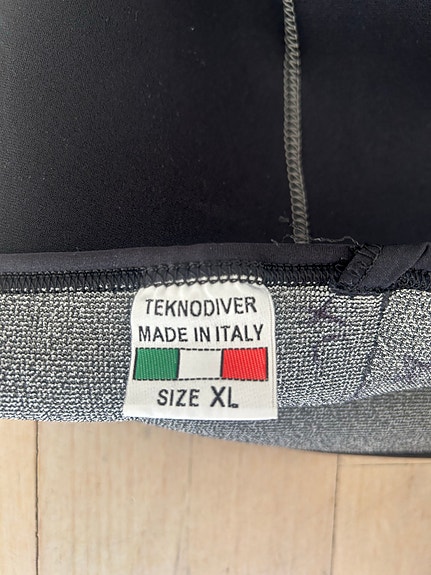 TEKNODIVER
MADE IN ITALY
SIZE XL